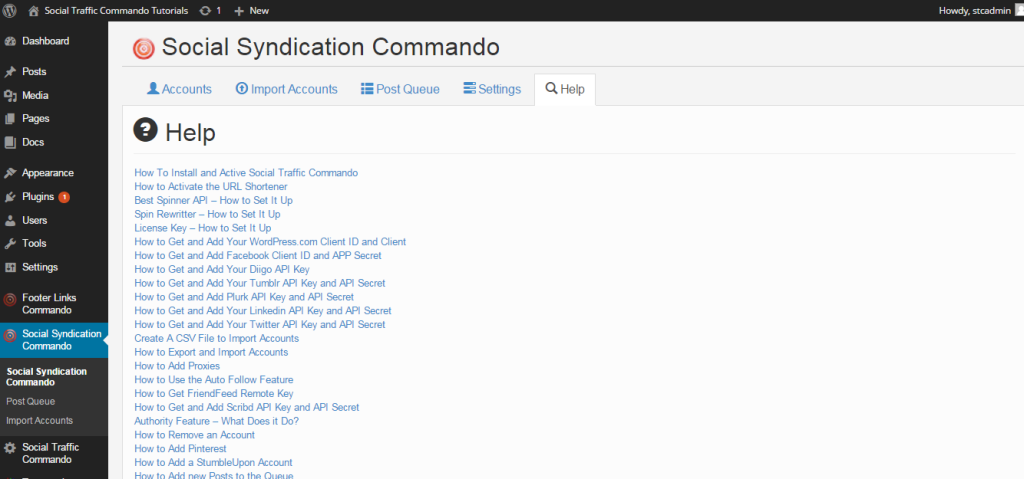 Social Traffic Commando Tutorials 1 New Howdy, stcadmin
Dashboard
Posts
Media
Pages
Docs
Appearance
Plugins 1
Users
Tools
Settings
Footer Links
Commando
Social Syndication
Commando
Social Syndication
Commando
Post Queue
Import Accounts
Social Traffic
Commando
Social Syndication Commando
Accounts Import Accounts Post Queue Settings Help
Help
How To Install and Active Social Traffic Commando
How to Activate the URL Shortener
Best Spinner API – How to Set It Up
Spin Rewritter – How to Set It Up
License Key – How to Set It Up
How to Get and Add Your WordPress.com Client ID and Client
How to Get and Add Facebook Client ID and APP Secret
How to Get and Add Your Diigo API Key
How to Get and Add Your Tumblr API Key and API Secret
How to Get and Add Plurk API Key and API Secret
How to Get and Add Your Linkedin API Key and API Secret
How to Get and Add Your Twitter API Key and API Secret
Create A CSV File to Import Accounts
How to Export and Import Accounts
How to Add Proxies
How to Use the Auto Follow Feature
How to Get FriendFeed Remote Key
How to Get and Add Scribd API Key and API Secret
Authority Feature – What Does it Do?
How to Remove an Account
How to Add Pinterest
How to Add a StumbleUpon Account
How to Add new Posts to the Queue